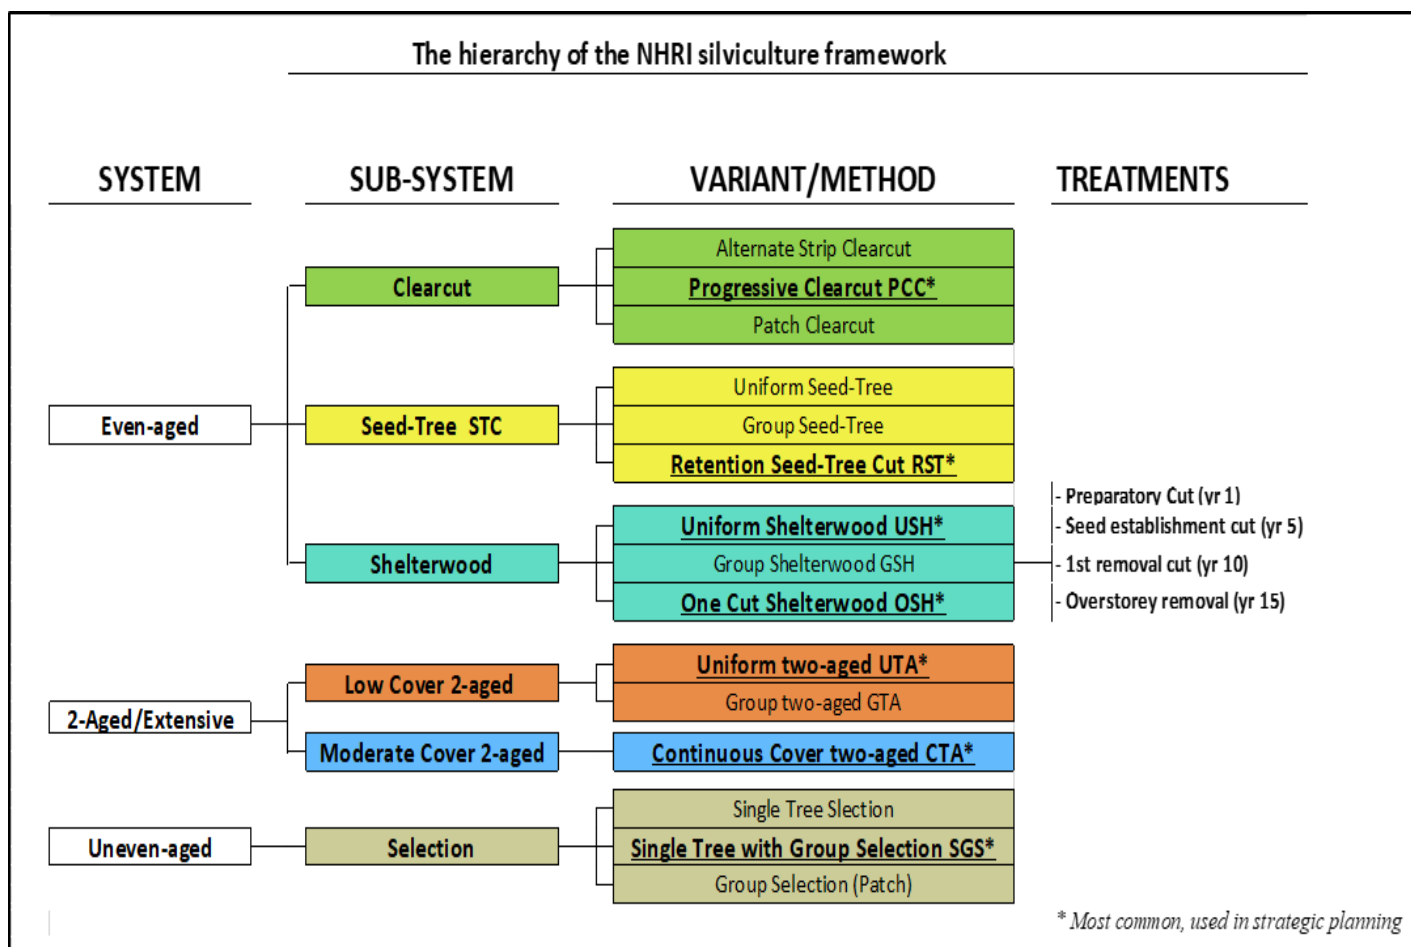 The hierarchy of the NHRI silviculture framework
SYSTEM
SUB-SYSTEM
VARIANT/METHOD
TREATMENTS
Even-aged
Clearcut
Alternate Strip Clearcut
Progressive Clearcut PCC*
Patch Clearcut
Seed-Tree STC
Uniform Seed-Tree
Group Seed-Tree
Retention Seed-Tree Cut RST*
Shelterwood
Uniform Shelterwood USH*
Group Shelterwood GSH
One Cut Shelterwood OSH*
- Preparatory Cut (yr 1)
- Seed establishment cut (yr 5)
- 1st removal cut (yr 10)
- Overstorey removal (yr 15)
2-Aged/Extensive
Low Cover 2-aged
Uniform two-aged UTA*
Group two-aged GTA
Moderate Cover 2-aged
Continuous Cover two-aged CTA*
Uneven-aged
Selection
Single Tree Slection
Single Tree with Group Selection SGS*
Group Selection (Patch)
* Most common, used in strategic planning